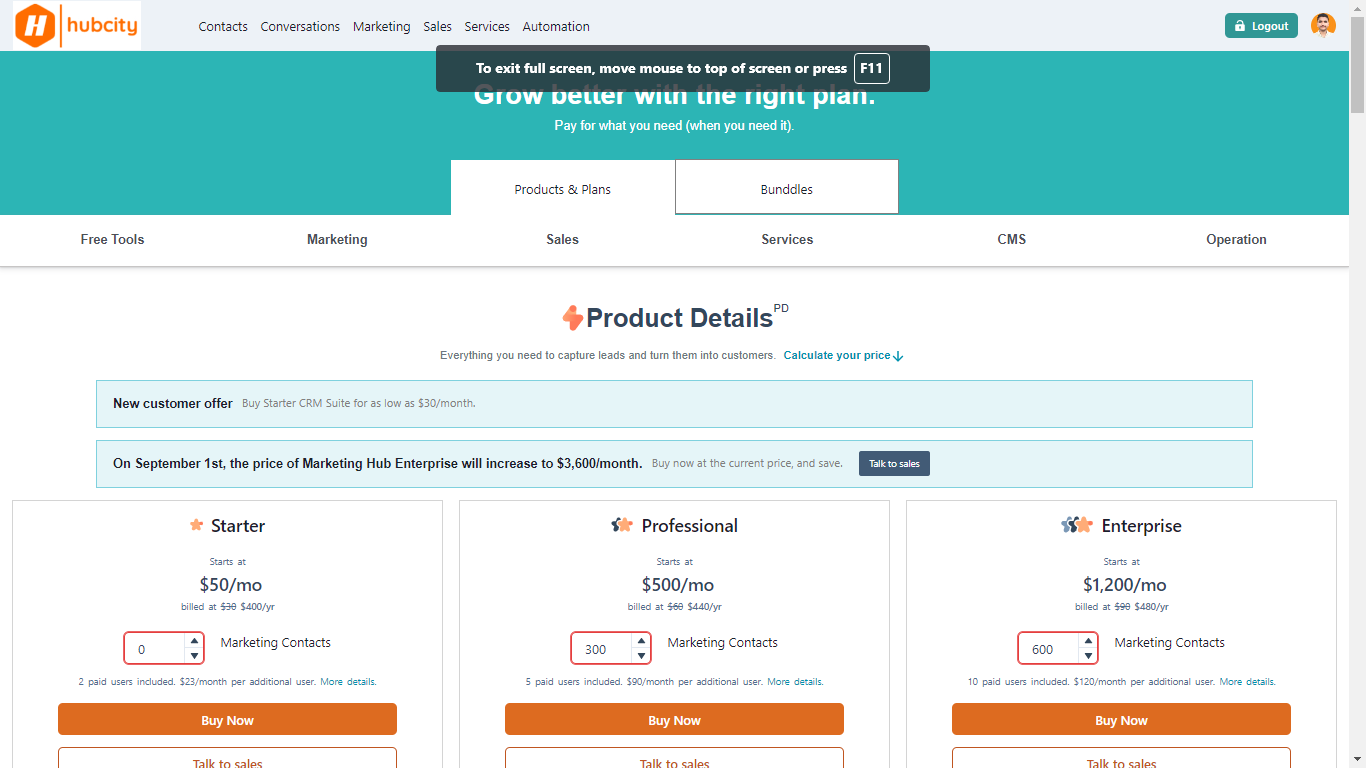 H hubcity
Contacts Conversations Marketing Sales Services Automation
Logout
To exit full screen, move mouse to top of screen or press F11
Grow better with the right plan.
Pay for what you need (when you need it).
Products & Plans
Bunddles
Free Tools Marketing Sales Services CMS Operation
Product Details PD
Everything you need to capture leads and turn them into customers. Calculate your price
New customer offer Buy Starter CRM Suite for as low as $30/month.
On September 1st, the price of Marketing Hub Enterprise will increase to $3,600/month. Buy now at the current price, and save. Talk to sales
Starter
Starts at
$50/mo
billed at $30 $400/yr
0 Marketing Contacts
2 paid users included. $23/month per additional user. More details.
Buy Now
Talk to sales
Professional
Starts at
$500/mo
billed at $60 $440/yr
300 Marketing Contacts
5 paid users included. $90/month per additional user. More details.
Buy Now
Talk to sales
Enterprise
Starts at
$1,200/mo
billed at $90 $480/yr
600 Marketing Contacts
10 paid users included. $120/month per additional user. More details.
Buy Now
Talk to sales